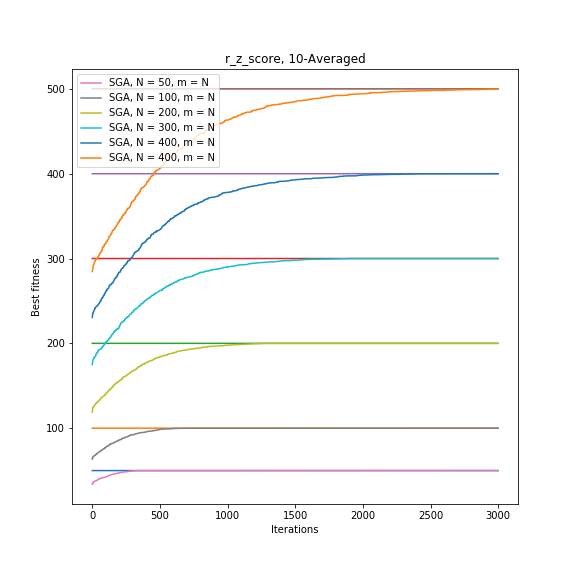 r_z_score, 10-Averaged
SGA, N = 50, m = N
SGA, N = 100, m = N
SGA, N = 200, m = N
SGA, N = 300, m = N
SGA, N = 400, m = N
SGA, N = 400, m = N
500
400
300
200
100
Best fitness
0 500 1000 1500 2000 2500 3000
Iterations